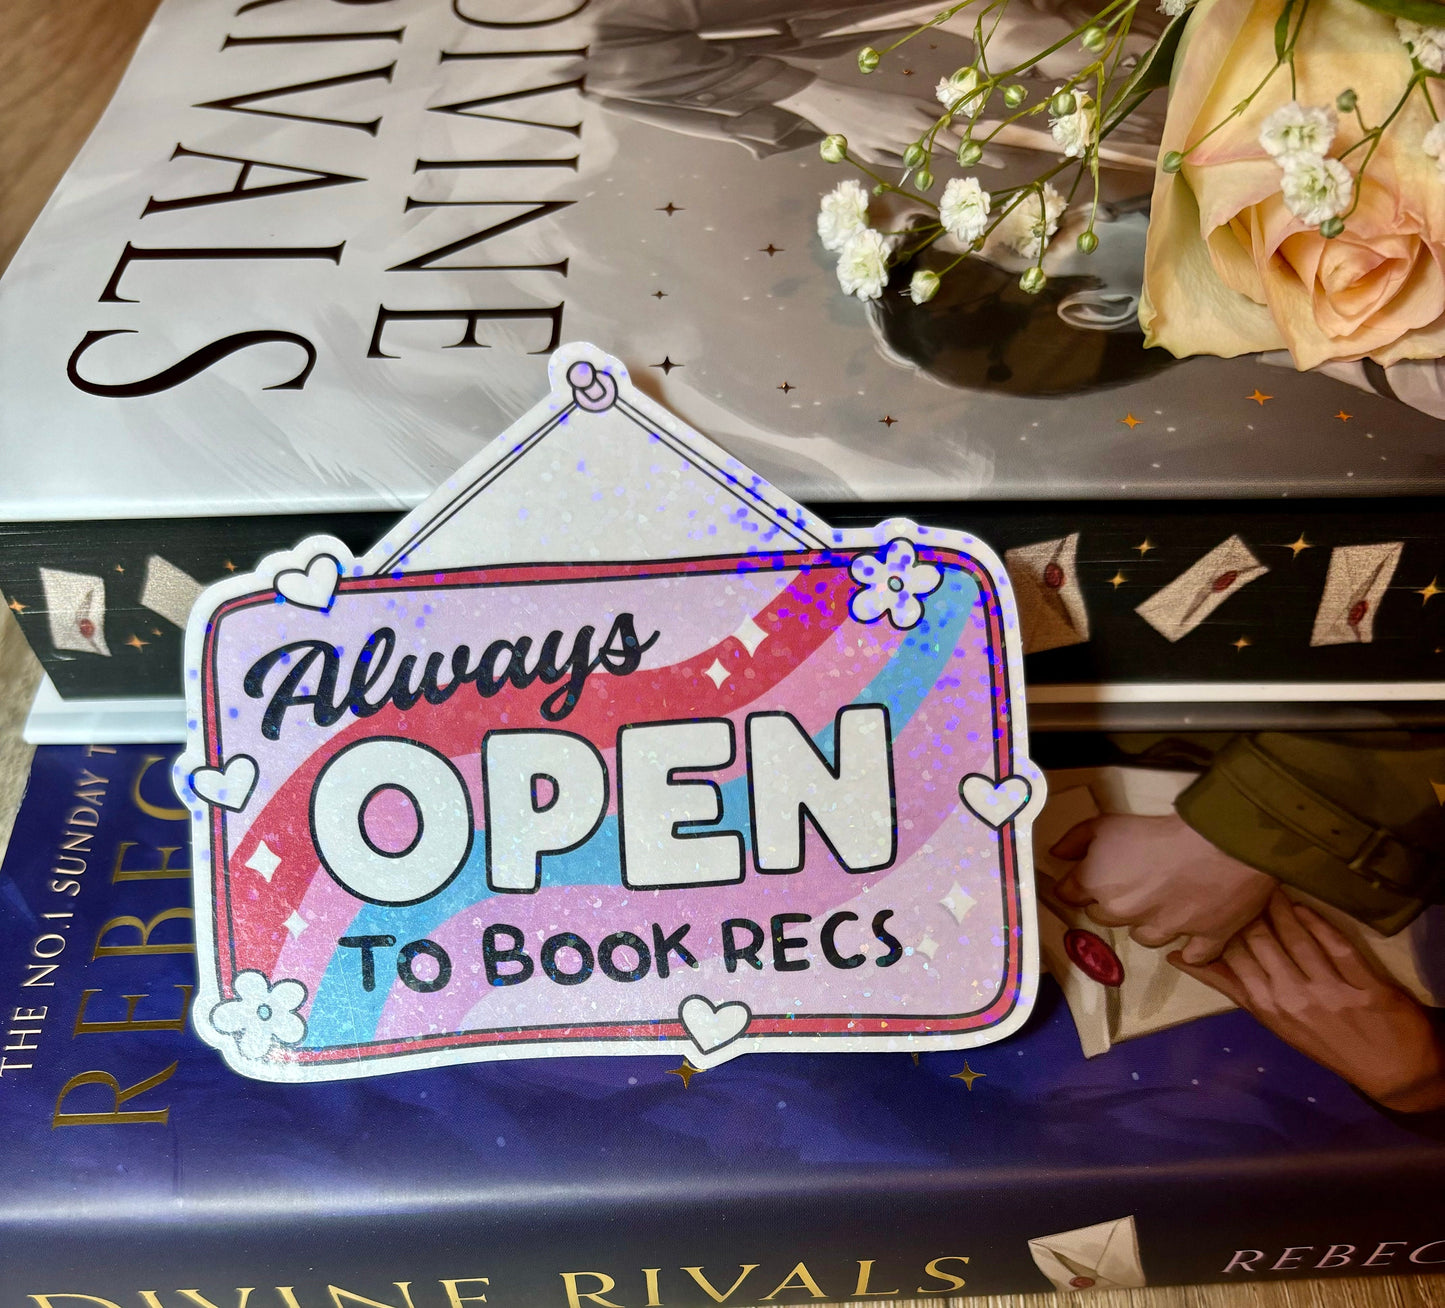 DIVINE
RIVALS
Always
OPEN
TO BOOK RECS
THE NO.1 SUNDAY T
REBEC
DIVINE RIVALS
REBEC